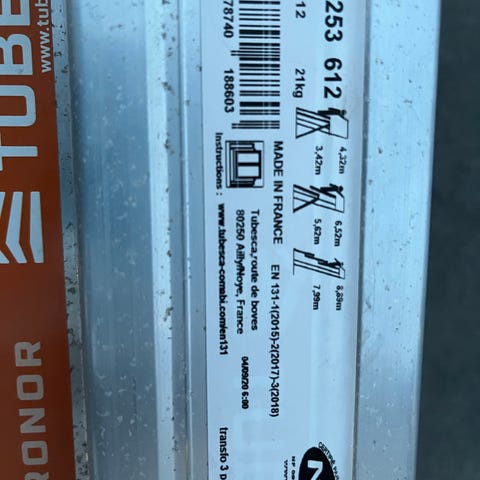 TUBE
www.tub
RONOR
253 612
12
21kg
78740
188603
4,32m
3,42m
6,52m
5,62m
8,89m
7,99m
MADE IN FRANCE
EN 131-1(2015)-2(2017)-3(2018)
Instructions :
www.tubesca-comabi.com/en131
Tubesca,route de boves
80250 Ailly/Noye, France
04/09/20 6:00
transfo 3
N